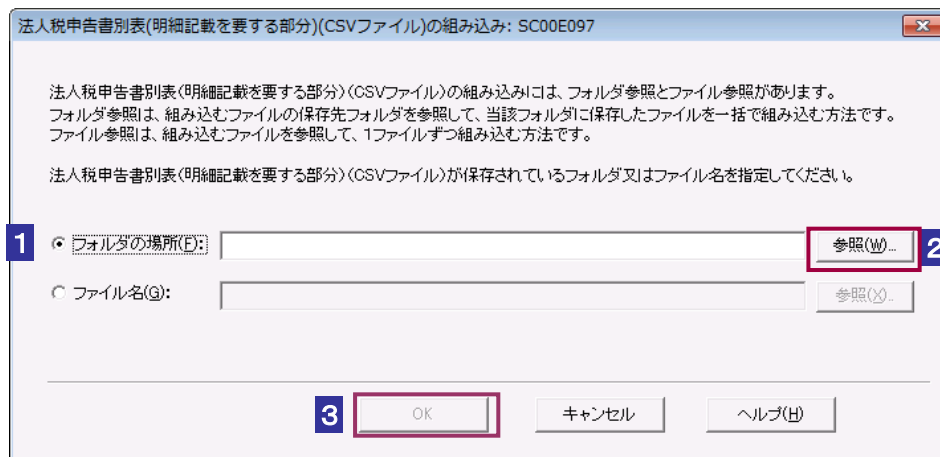 法人税申告書別表(明細記載を要する部分)(CSVファイル)の組み込み: SC00E097
法人税申告書別表(明細記載を要する部分)(CSVファイル)の組み込みには、フォルダ参照とファイル参照があります。
フォルダ参照は、組み込むファイルの保存先フォルダを参照して、当該フォルダに保存したファイルを一括で組み込む方法です。
ファイル参照は、組み込むファイルを参照して、1ファイルずつ組み込む方法です。
法人税申告書別表(明細記載を要する部分)(CSVファイル)が保存されているフォルダ又はファイル名を指定してください。
1 フォルダの場所(F): 参照(W)... 2
ファイル名(G): 参照(X)...
3 OK キャンセル ヘルプ(H)